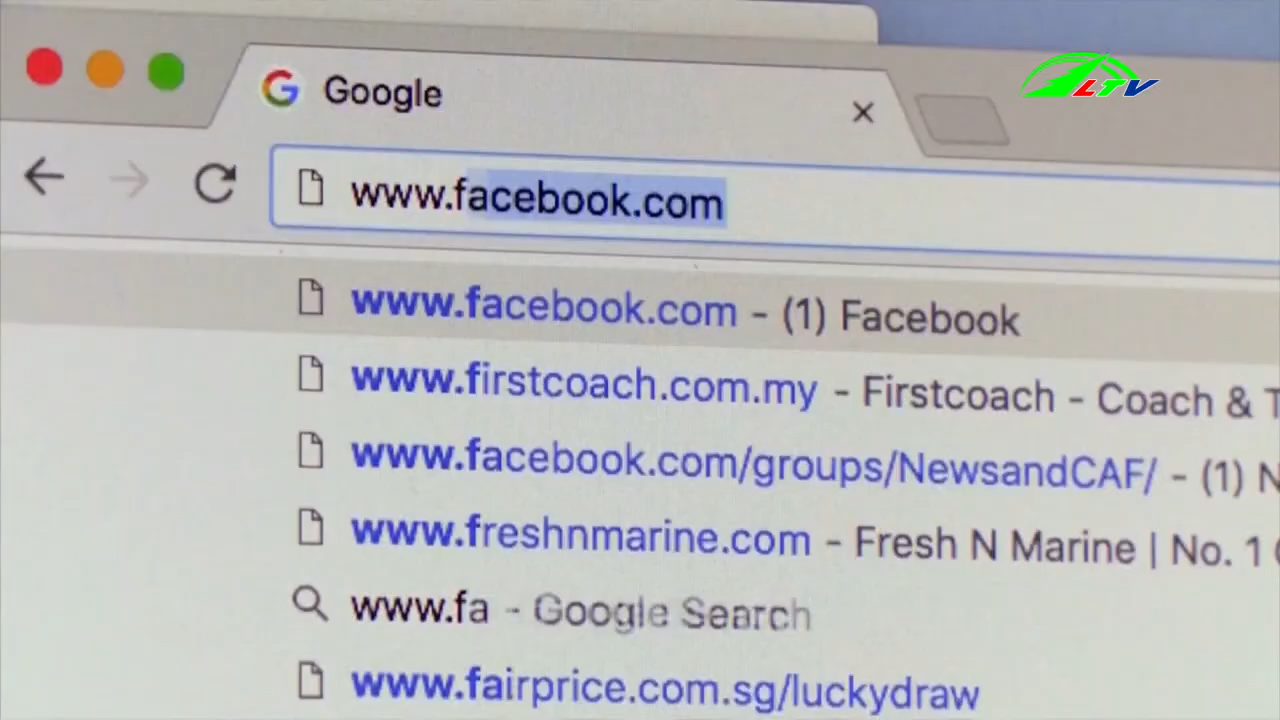 LTV
Google
www.facebook.com
www.facebook.com - (1) Facebook
www.firstcoach.com.my - Firstcoach - Coach & T
www.facebook.com/groups/NewsandCAF/ - (1) N
www.freshnmarine.com - Fresh N Marine | No. 1
www.fa - Google Search
www.fairprice.com.sg/luckydraw